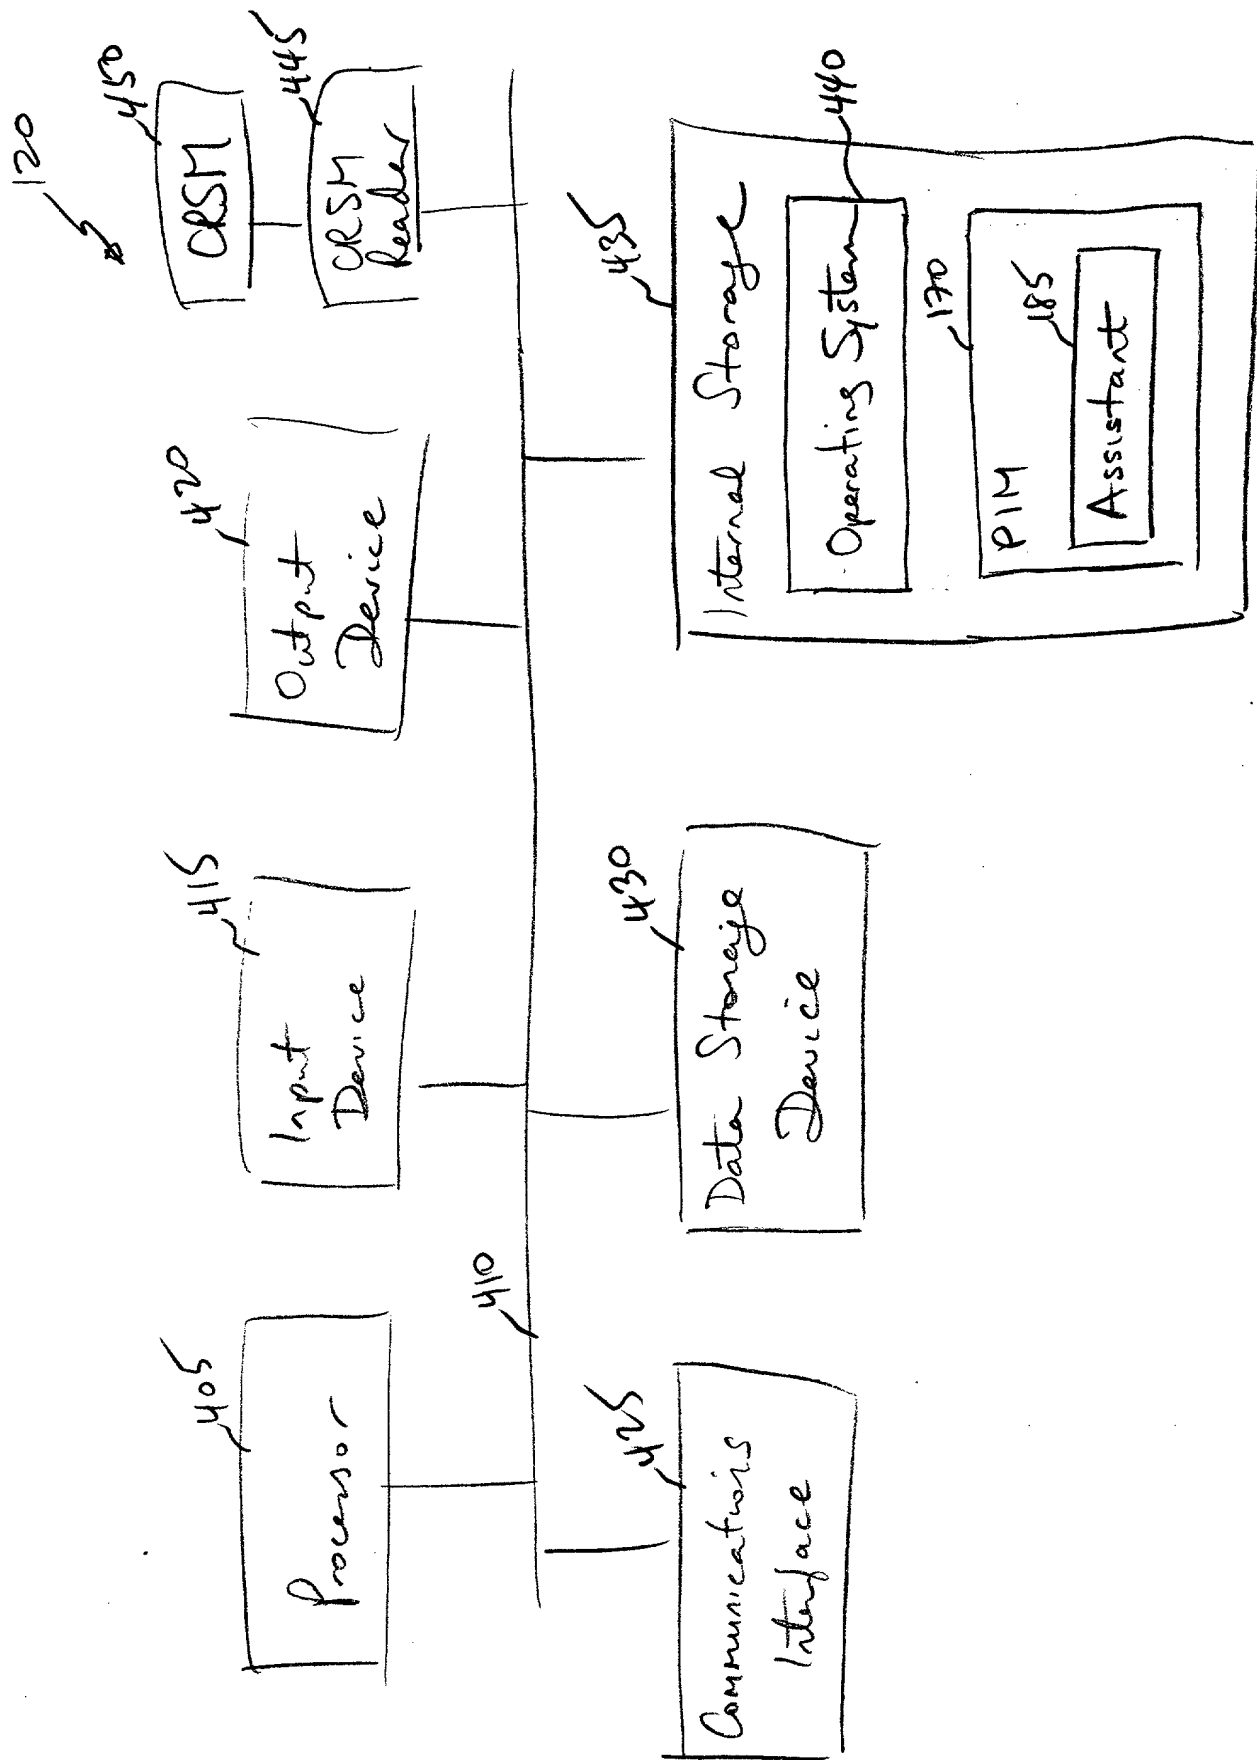 120
450
CRSM
445
CRSM
Reader
420
Output
Device
415
Input
Device
405
Processor
410
425
Communications
Interface
430
Data Storage
Device
435
Internal Storage
440
Operating System
170
PIM
185
Assistant